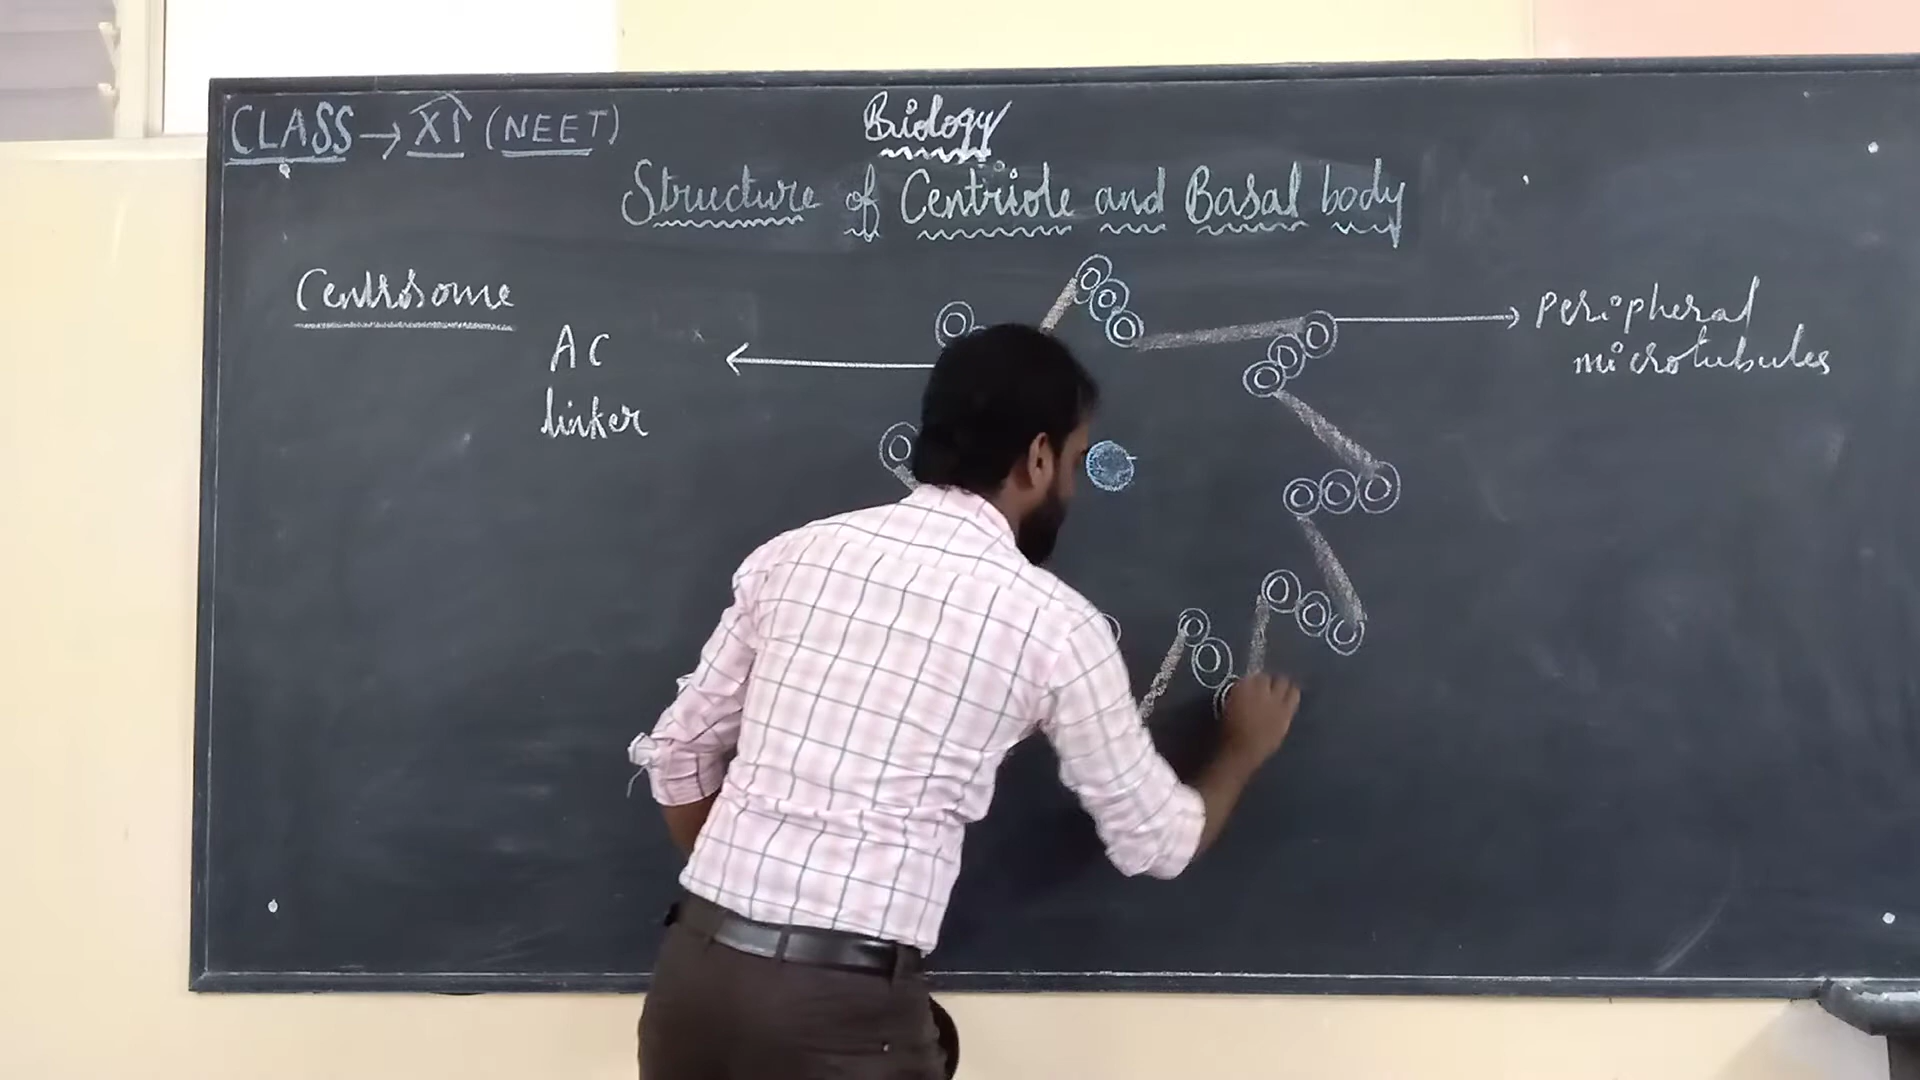 CLASS → XI (NEET)
Biology
Structure of Centriole and Basal body
Centrosome
AC
linker
Peripheral
microtubules